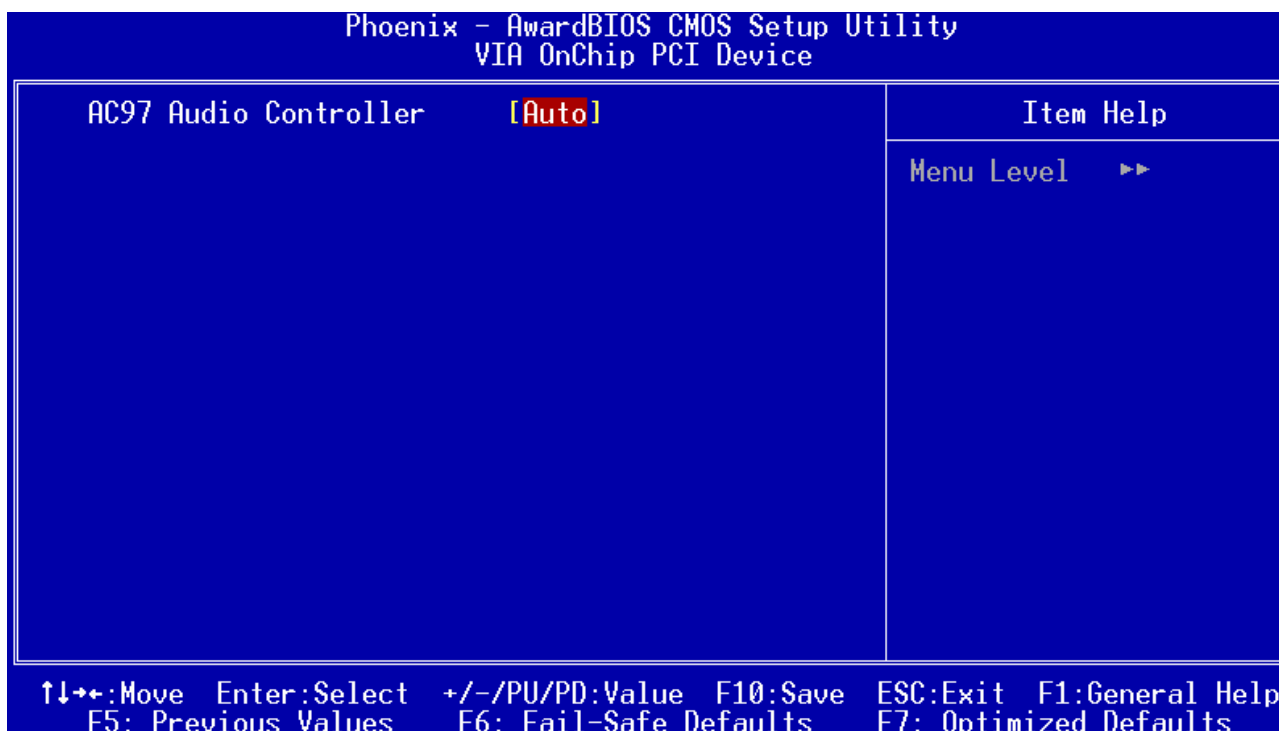 Phoenix - AwardBIOS CMOS Setup Utility
VIA OnChip PCI Device
AC97 Audio Controller [Auto]
Item Help
Menu Level ►►
↑↓→←:Move Enter:Select +/-/PU/PD:Value F10:Save ESC:Exit F1:General Help
F5: Previous Values F6: Fail-Safe Defaults F7: Optimized Defaults